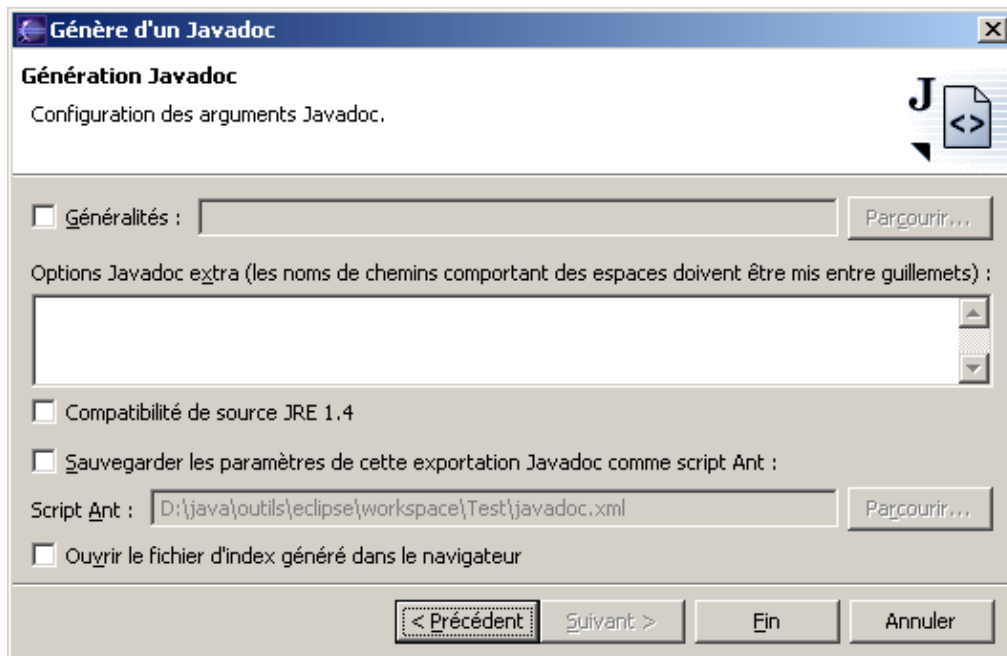 Génère d'un Javadoc
Génération Javadoc
Configuration des arguments Javadoc.
J
<>
Généralités :
Parcourir...
Options Javadoc extra (les noms de chemins comportant des espaces doivent être mis entre guillemets) :
Compatibilité de source JRE 1.4
Sauvegarder les paramètres de cette exportation Javadoc comme script Ant :
Script Ant : D:\java\outils\eclipse\workspace\Test\javadoc.xml Parcourir...
Ouvrir le fichier d'index généré dans le navigateur
< Précédent Suivant > Fin Annuler